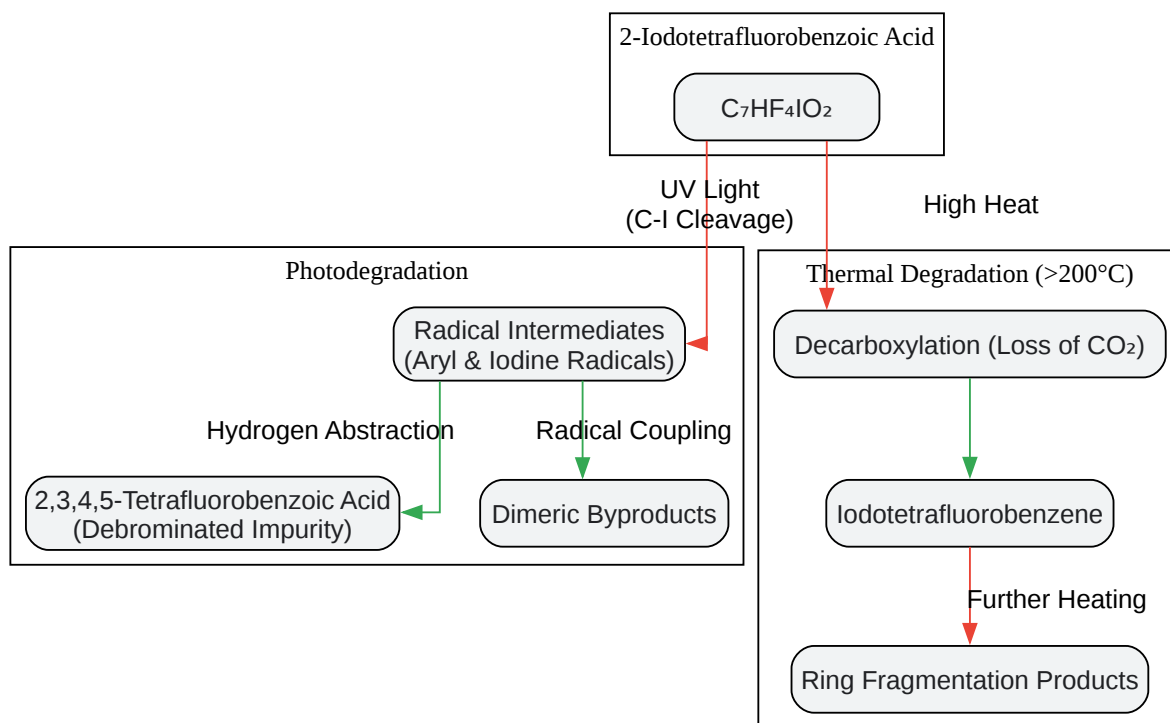 2-Iodotetrafluorobenzoic Acid
C₇HF₄IO₂
UV Light
(C-I Cleavage)
High Heat
Photodegradation
Thermal Degradation (>200°C)
Radical Intermediates
(Aryl & Iodine Radicals)
Decarboxylation (Loss of CO₂)
Hydrogen Abstraction
Radical Coupling
2,3,4,5-Tetrafluorobenzoic Acid
(Debrominated Impurity)
Dimeric Byproducts
Iodotetrafluorobenzene
Further Heating
Ring Fragmentation Products